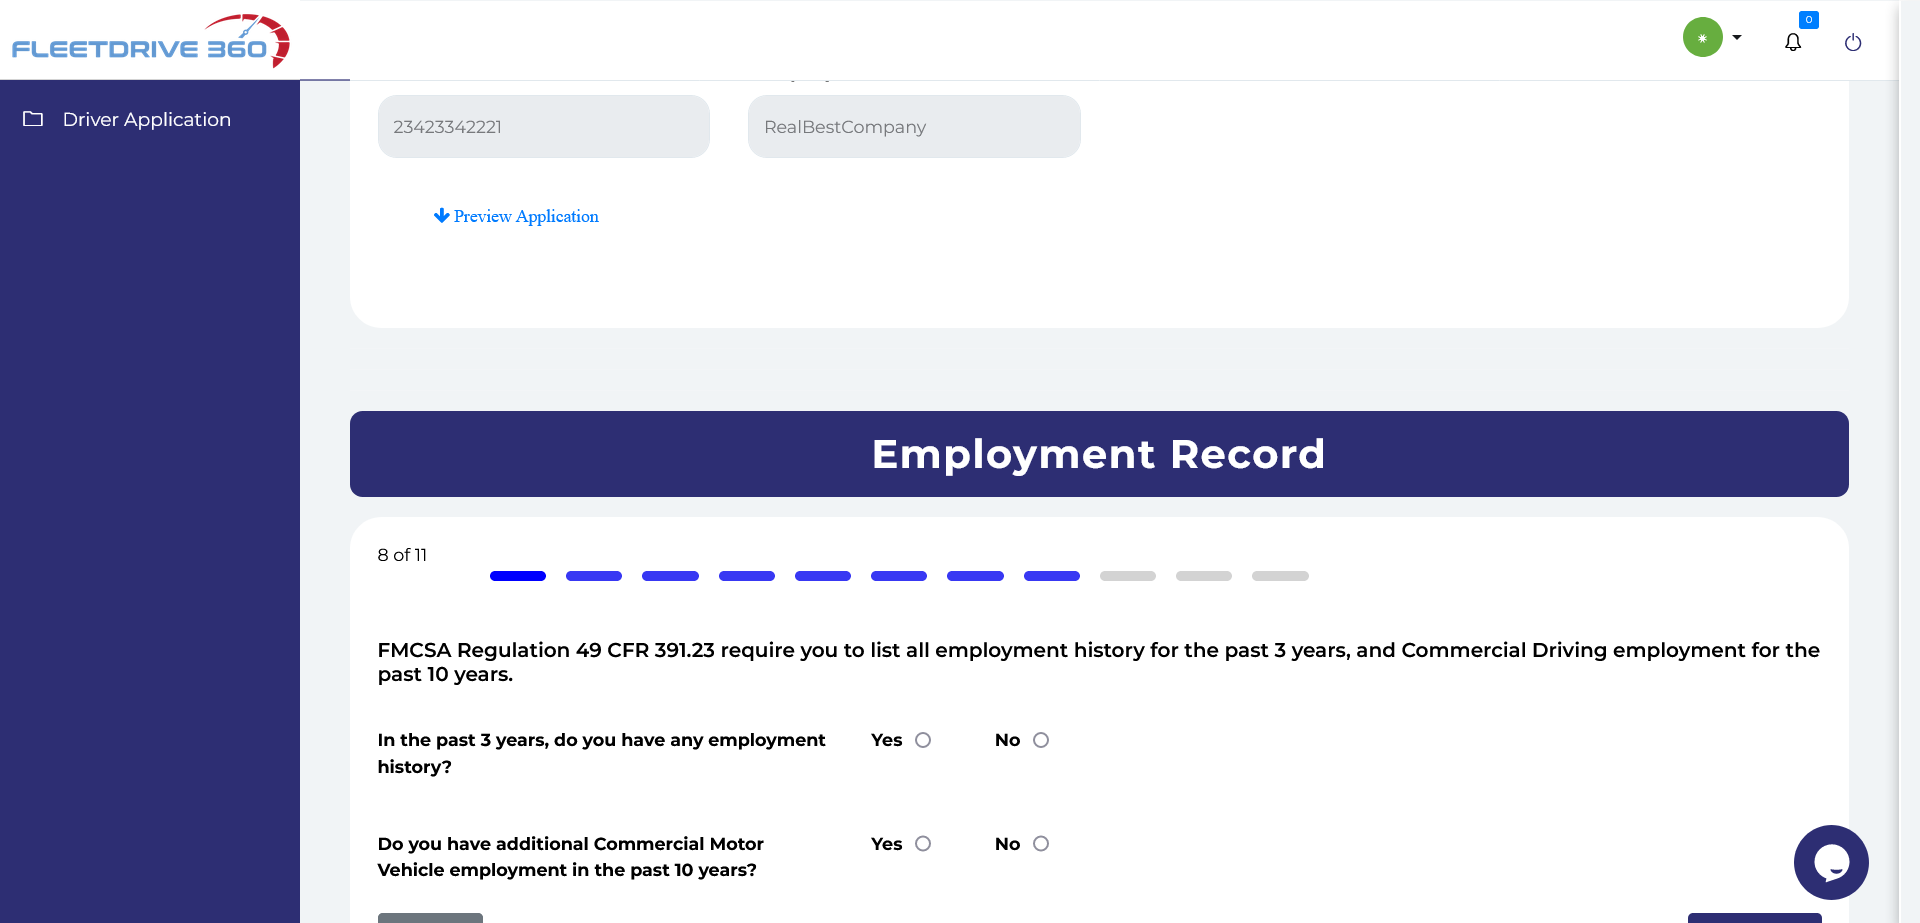 FLEETDRIVE 360
0
Driver Application
23423342221
RealBestCompany
Preview Application
Employment Record
8 of 11
FMCSA Regulation 49 CFR 391.23 require you to list all employment history for the past 3 years, and Commercial Driving employment for the
past 10 years.
In the past 3 years, do you have any employment
history?
Yes
No
Do you have additional Commercial Motor
Vehicle employment in the past 10 years?
Yes
No